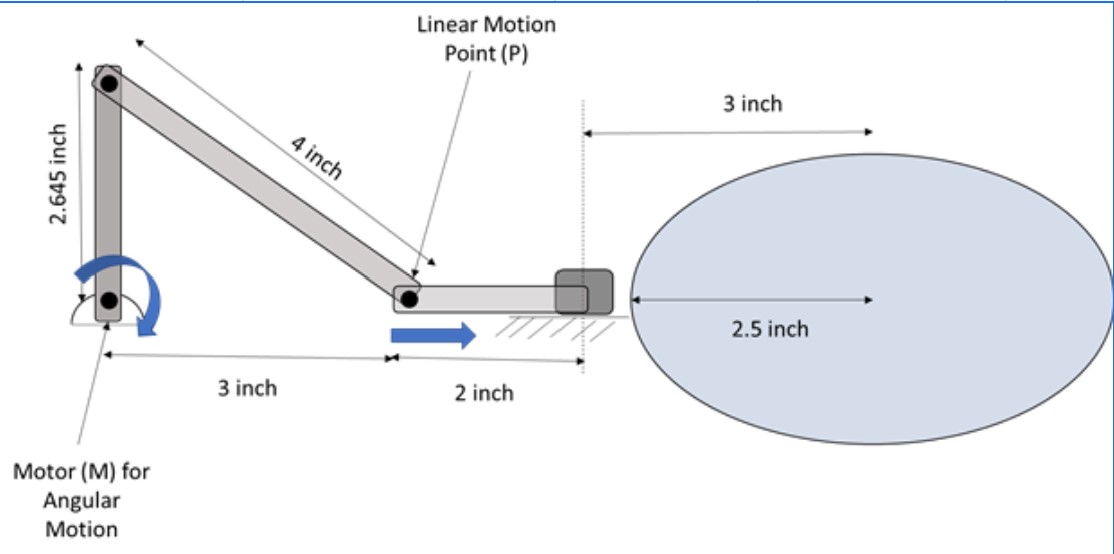 Linear Motion
Point (P)
3 inch
4 inch
2.645 inch
2.5 inch
3 inch
2 inch
Motor (M) for
Angular
Motion